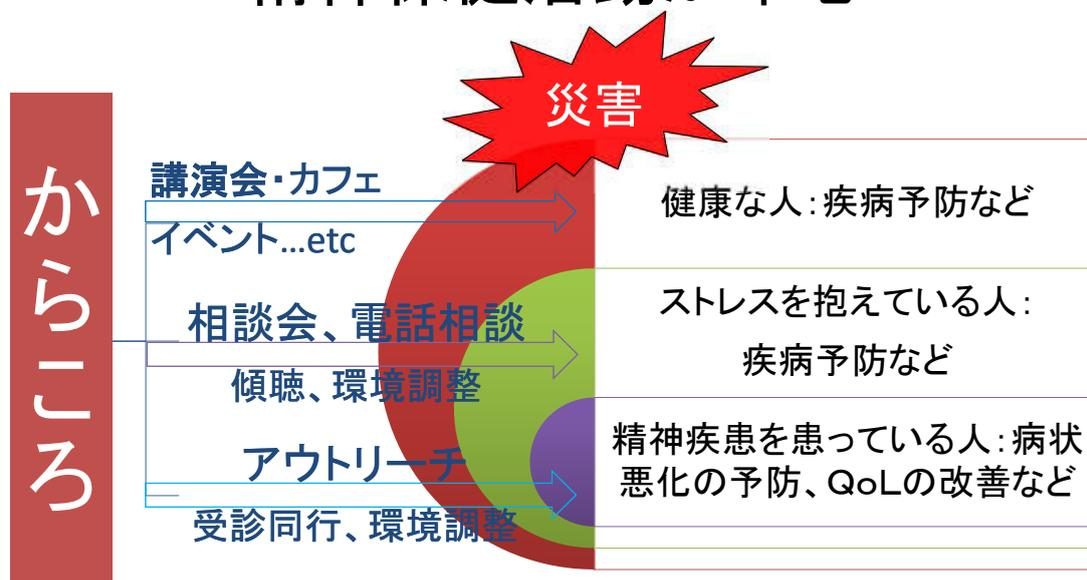 災害
からころ
講演会・カフェ
イベント…etc
相談会、電話相談
傾聴、環境調整
アウトリーチ
受診同行、環境調整
健康な人：疾病予防など
ストレスを抱えている人：
疾病予防など
精神疾患を患っている人：病状
悪化の予防、QoLの改善など